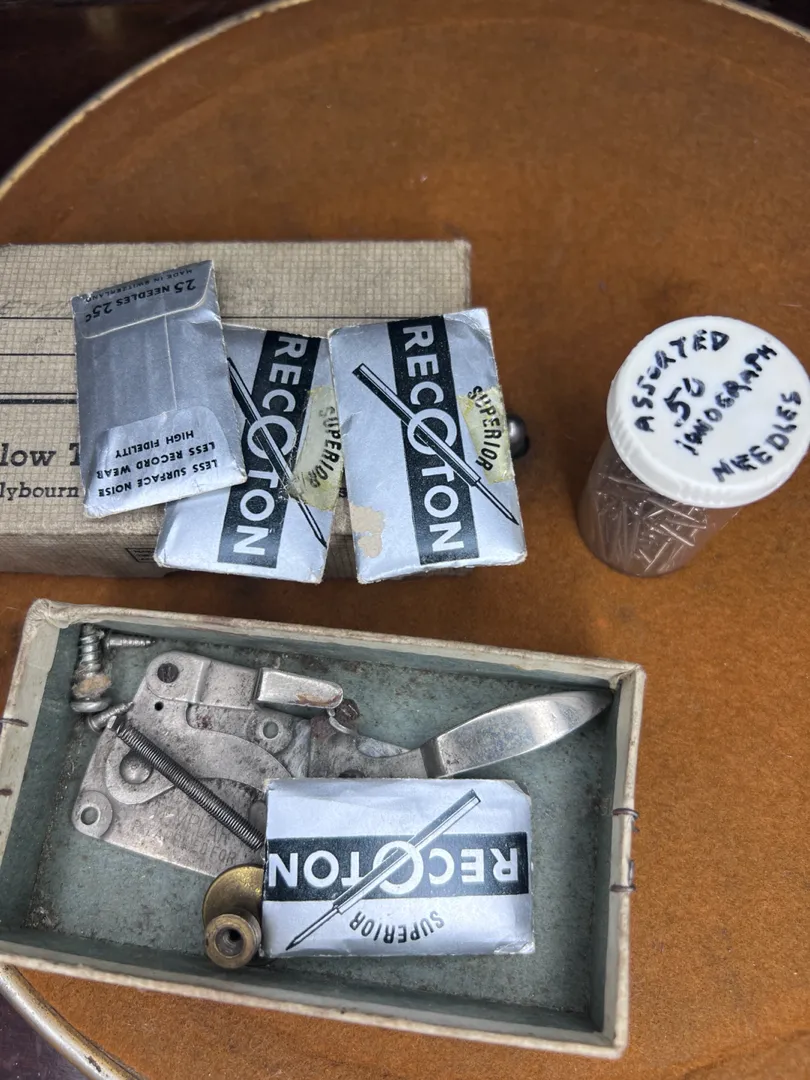 MADE IN SWITZERLAND
25 NEEDLES 25¢
LESS SURFACE NOISE
LESS RECORD WEAR
HIGH FIDELITY
RECOTON
SUPERIOR
RECOTON
SUPERIOR
ASSORTED
.50
NEEDLES
low T
lybourn
RECOTON
SUPERIOR